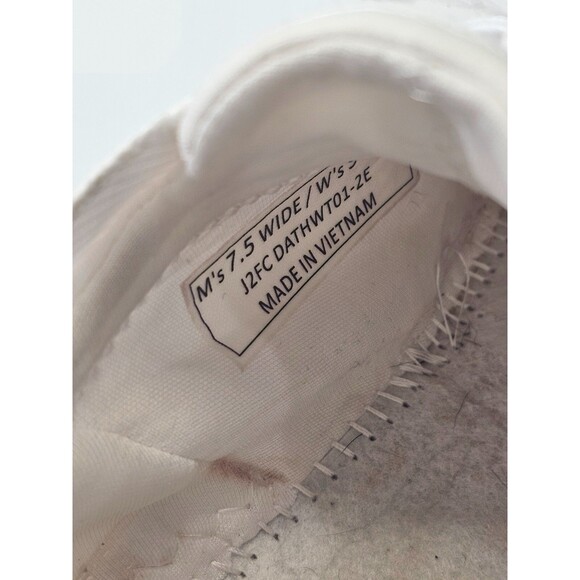 M's 7.5 WIDE / W's
J2FC DATHWT01-2E
MADE IN VIETNAM